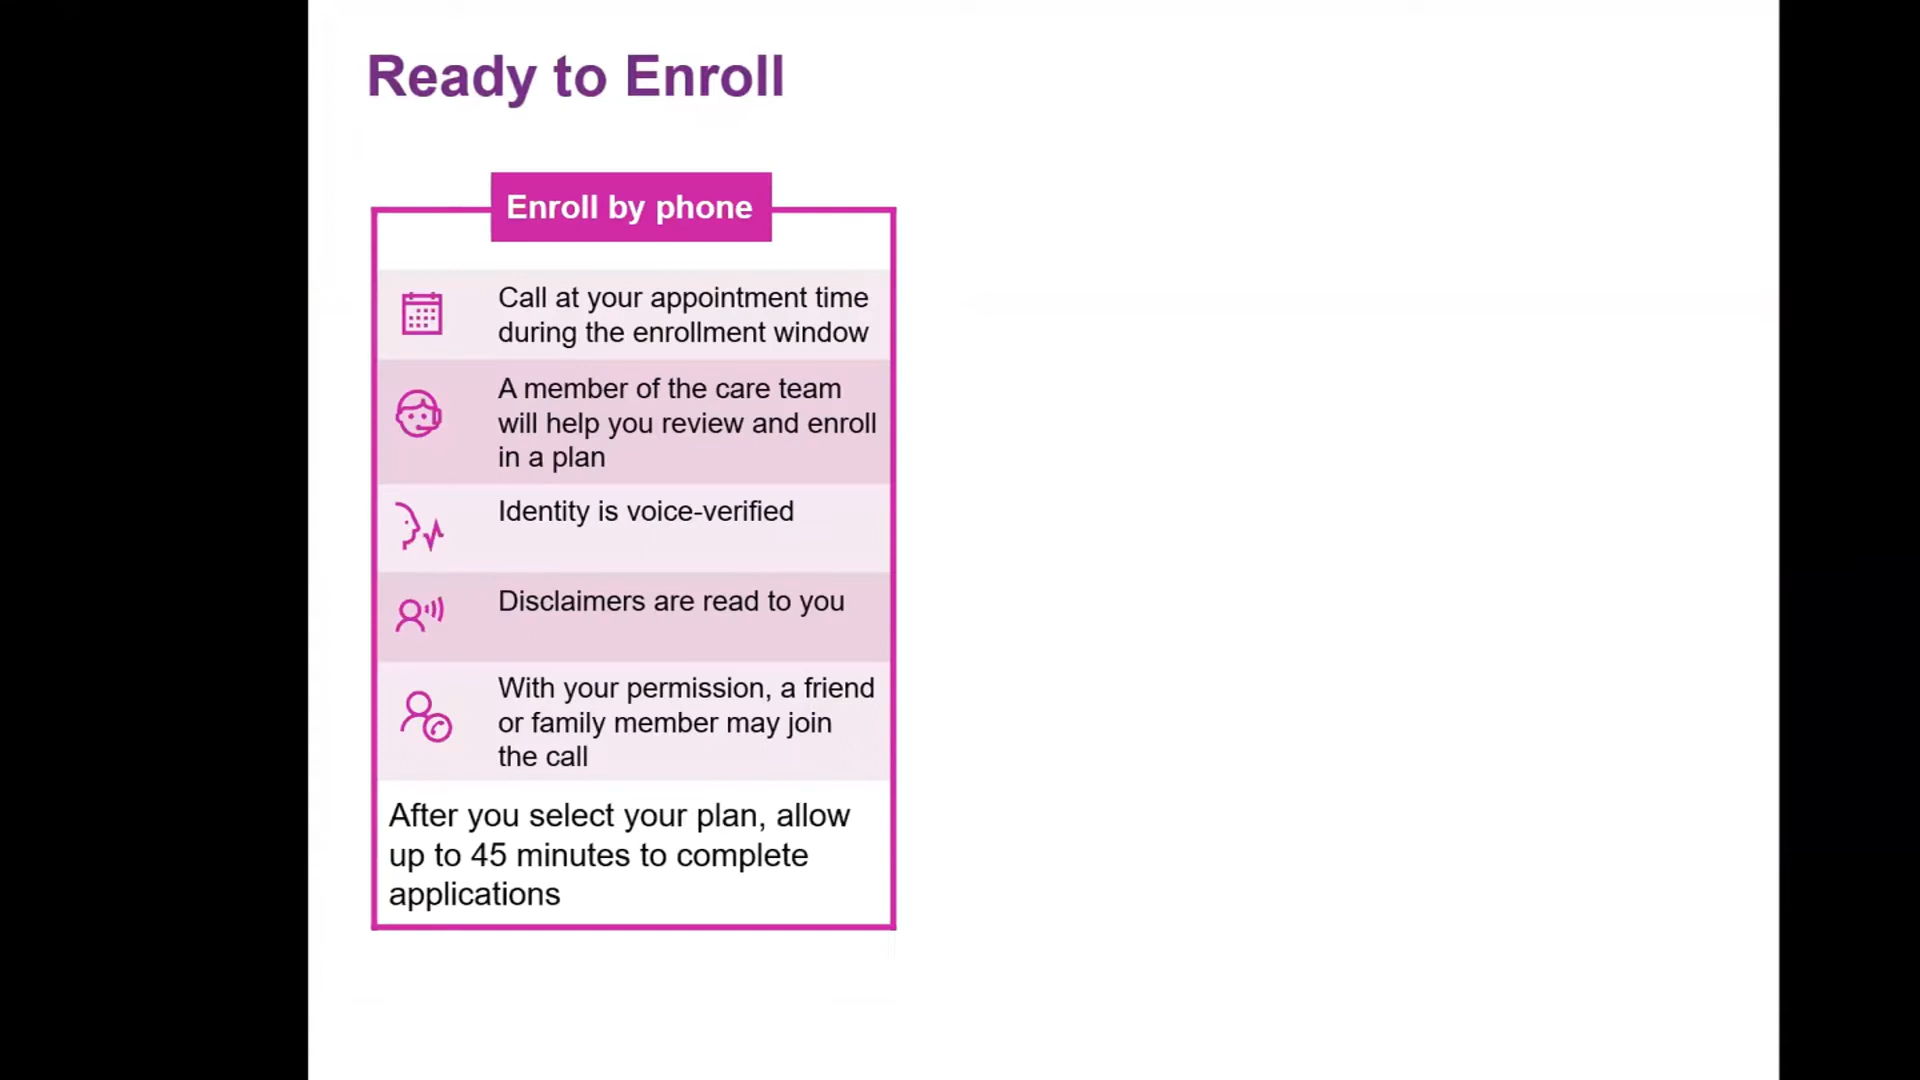 Ready to Enroll
Enroll by phone
Call at your appointment time
during the enrollment window
A member of the care team
will help you review and enroll
in a plan
Identity is voice-verified
Disclaimers are read to you
With your permission, a friend
or family member may join
the call
After you select your plan, allow
up to 45 minutes to complete
applications